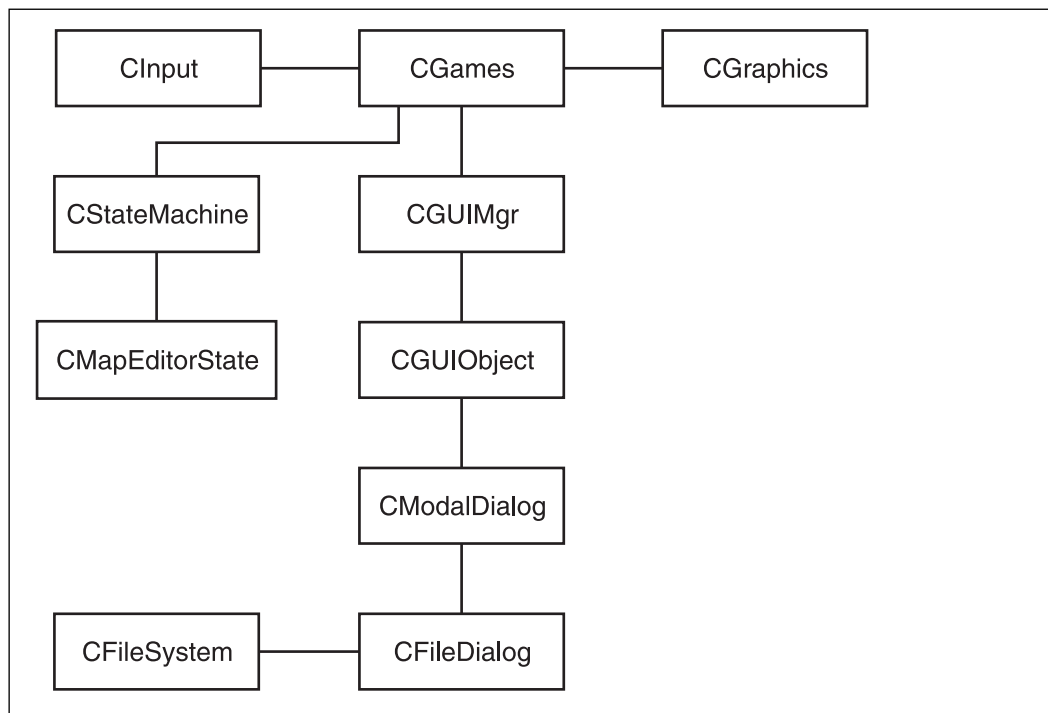 CInput
CGames
CGraphics
CStateMachine
CGUIMgr
CMapEditorState
CGUIObject
CModalDialog
CFileSystem
CFileDialog